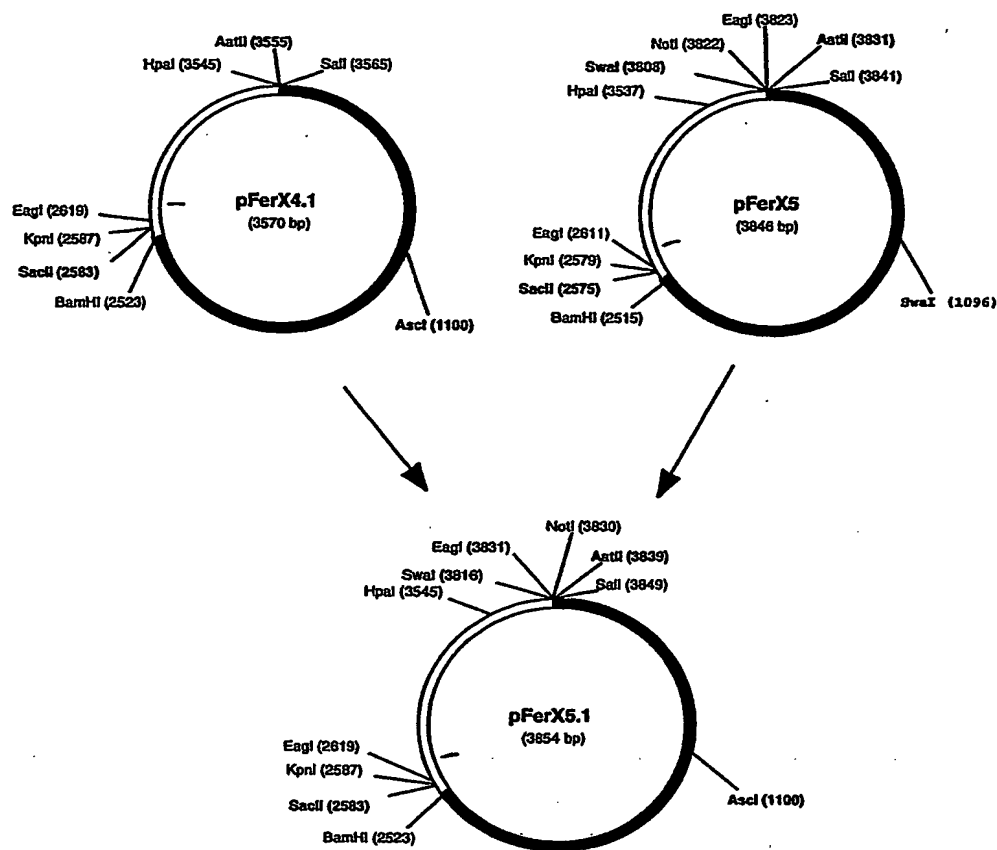 AatII (3555)
HpaI (3545)
SalI (3565)
EagI (2619)
KpnI (2587)
SacII (2583)
BamHI (2523)
AscI (1100)
pFerX4.1
(3570 bp)
EagI (3823)
NotI (3822)
AatII (3831)
SwaI (3808)
SalI (3841)
HpaI (3537)
EagI (2611)
KpnI (2579)
SacII (2575)
BamHI (2515)
SwaI (1096)
pFerX5
(3846 bp)
NotI (3830)
EagI (3831)
AatII (3839)
SwaI (3816)
SalI (3849)
HpaI (3545)
EagI (2619)
KpnI (2587)
SacII (2583)
BamHI (2523)
AscI (1100)
pFerX5.1
(3854 bp)